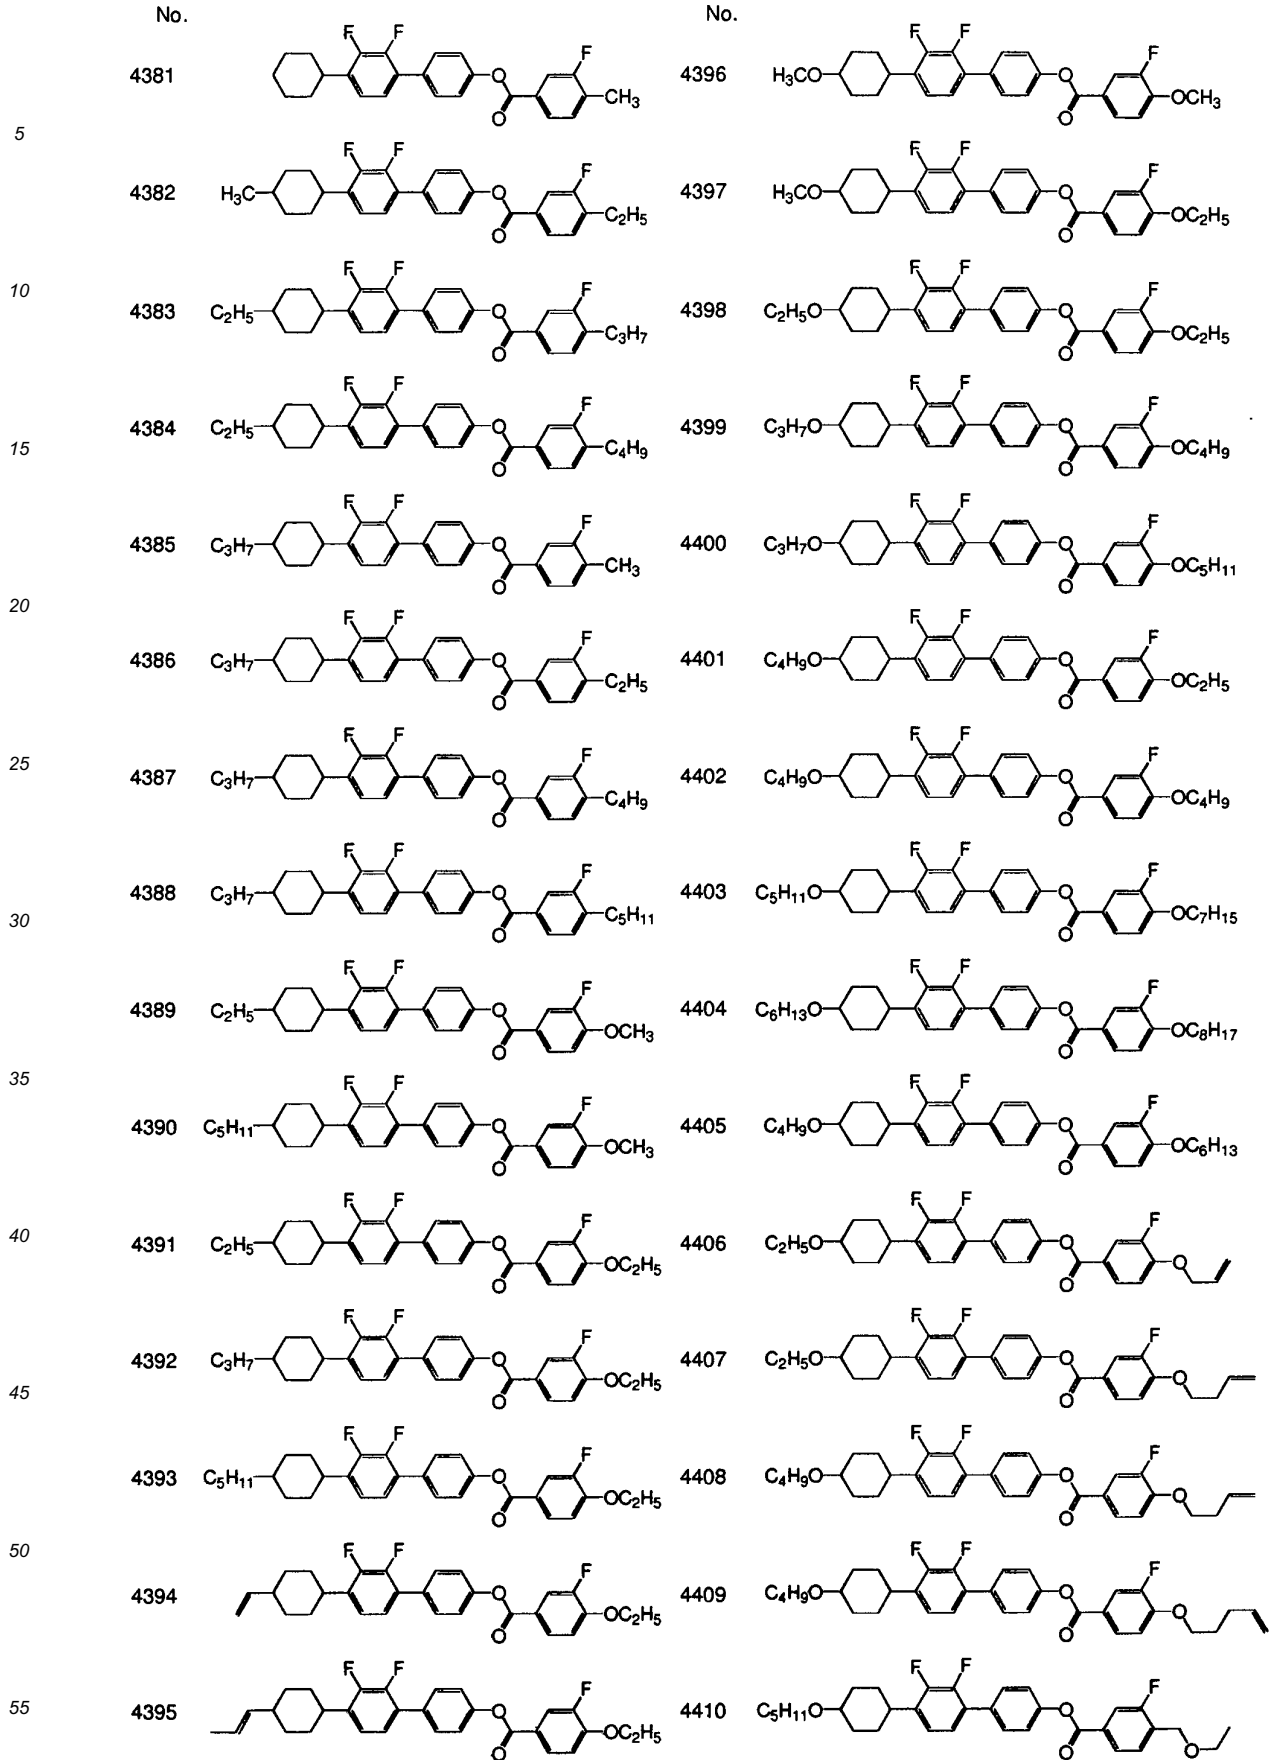 No. No.
4381 F F O O F CH3 4396 H3CO F F O O F OCH3
5
4382 H3C F F O O F C2H5 4397 H3CO F F O O F OC2H5
10
4383 C2H5 F F O O F C3H7 4398 C2H5O F F O O F OC2H5
4384 C2H5 F F O O F C4H9 4399 C3H7O F F O O F OC4H9
15
4385 C3H7 F F O O F CH3 4400 C3H7O F F O O F OC5H11
20
4386 C3H7 F F O O F C2H5 4401 C4H9O F F O O F OC2H5
25
4387 C3H7 F F O O F C4H9 4402 C4H9O F F O O F OC4H9
4388 C3H7 F F O O F C5H11 4403 C5H11O F F O O F OC7H15
30
4389 C2H5 F F O O F OCH3 4404 C6H13O F F O O F OC8H17
35
4390 C5H11 F F O O F OCH3 4405 C4H9O F F O O F OC6H13
40
4391 C2H5 F F O O F OC2H5 4406 C2H5O F F O O F O
4392 C3H7 F F O O F OC2H5 4407 C2H5O F F O O F O
45
4393 C5H11 F F O O F OC2H5 4408 C4H9O F F O O F O
50
4394 F F O O F OC2H5 4409 C4H9O F F O O F O
55
4395 F F O O F OC2H5 4410 C5H11O F F O O F O